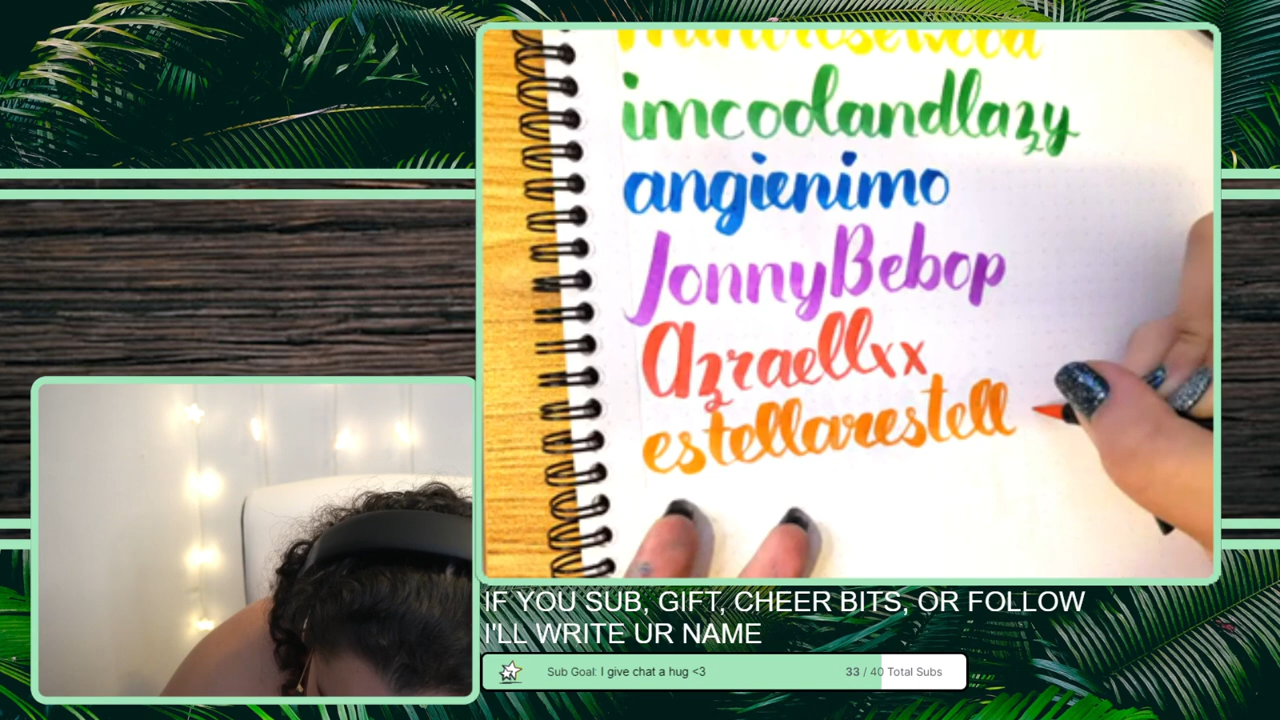 imcoolandlazy
angienimo
JonnyBebop
Azraellxx
estellarestell
IF YOU SUB, GIFT, CHEER BITS, OR FOLLOW
I'LL WRITE UR NAME
Sub Goal: I give chat a hug <3 33 / 40 Total Subs